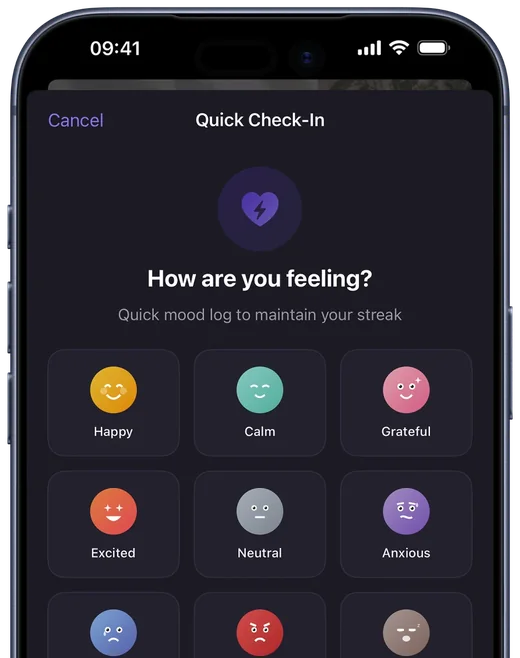 09:41
Cancel Quick Check-In
How are you feeling?
Quick mood log to maintain your streak
Happy Calm Grateful
Excited Neutral Anxious